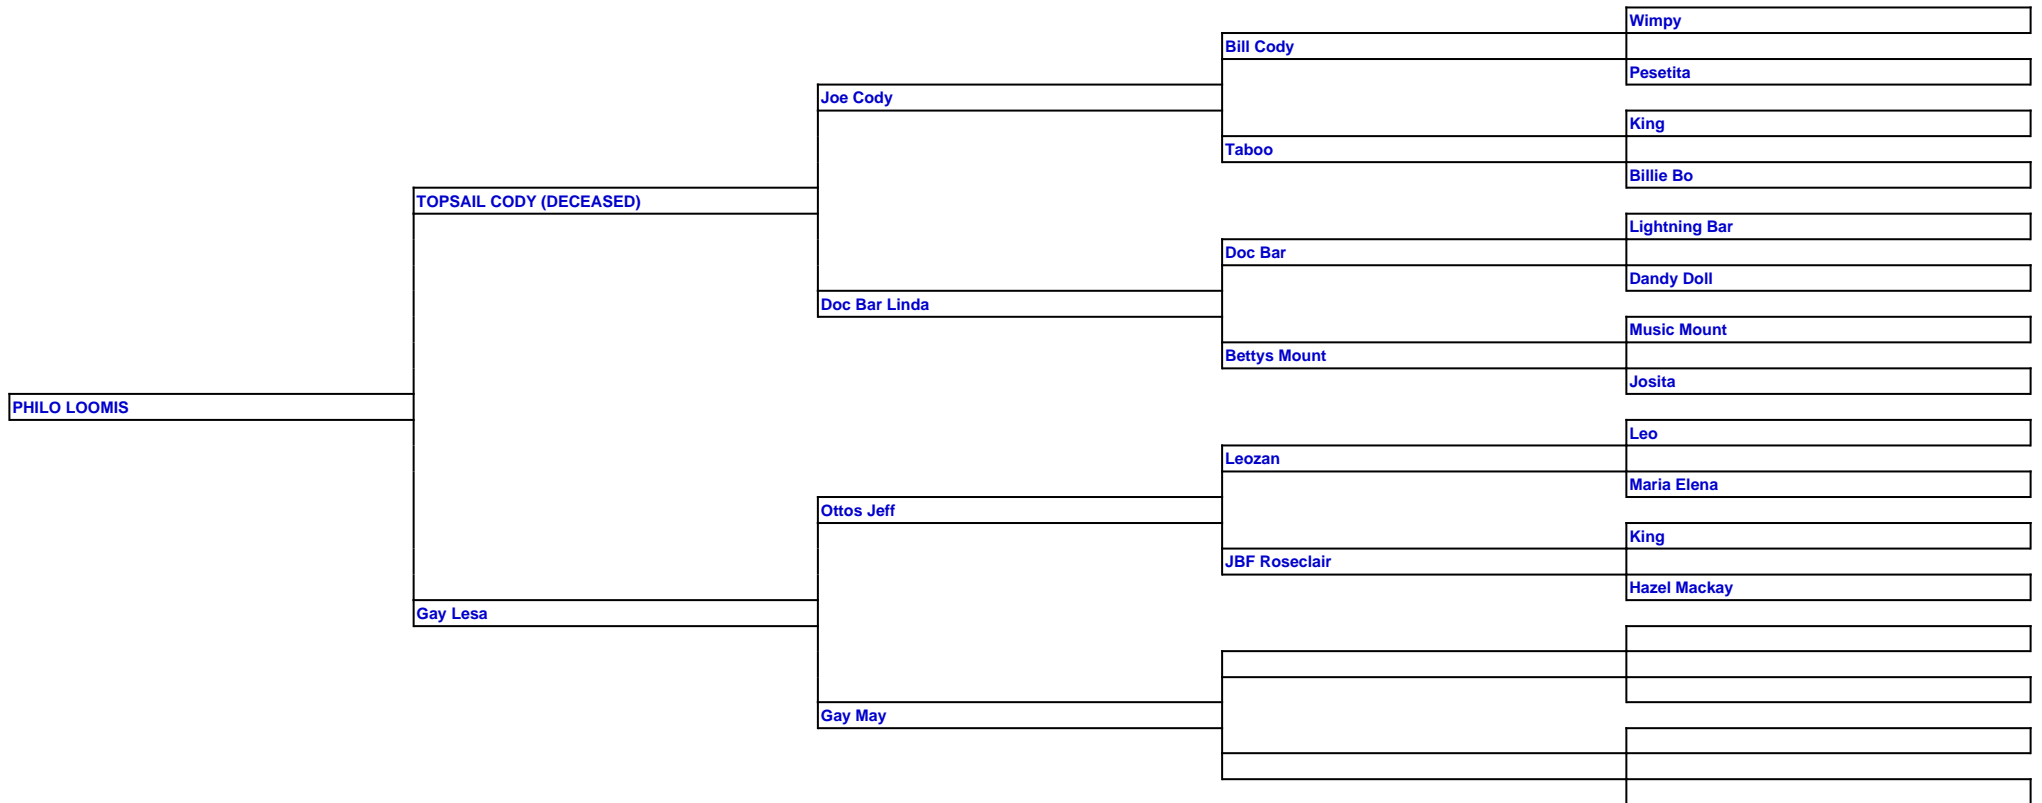 Wimpy
Bill Cody
Pesetita
Joe Cody
King
Taboo
Billie Bo
TOPSAIL CODY (DECEASED)
Lightning Bar
Doc Bar
Dandy Doll
Doc Bar Linda
Music Mount
Bettys Mount
Josita
PHILO LOOMIS
Leo
Leozan
Maria Elena
Ottos Jeff
King
JBF Roseclair
Hazel Mackay
Gay Lesa
Gay May